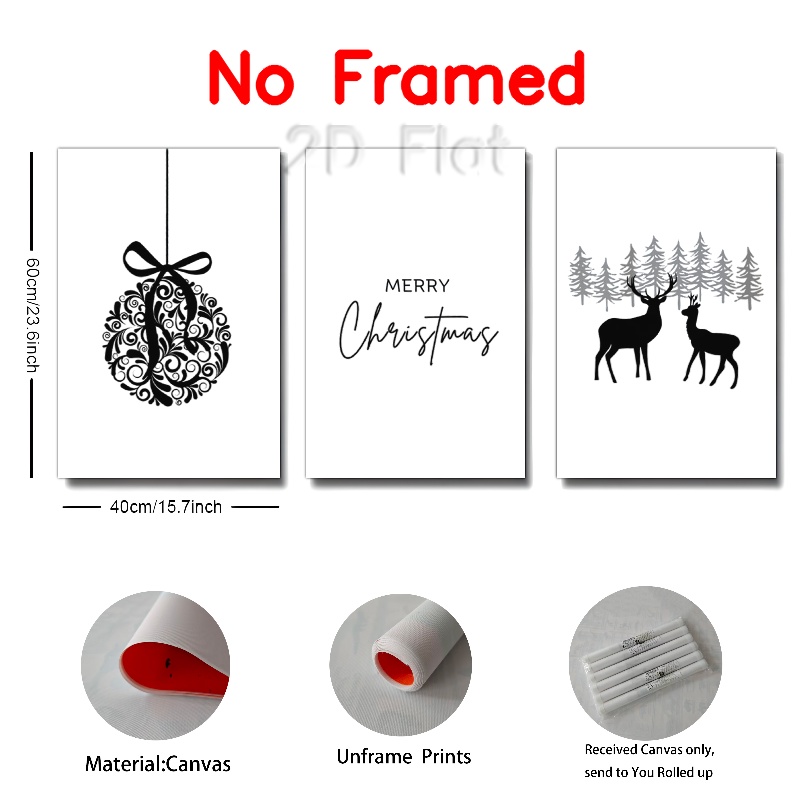 No Framed
2D Flat
60cm/23.6inch
MERRY
Christmas
40cm/15.7inch
Material:Canvas
Unframe Prints
Received Canvas only,
send to You Rolled up